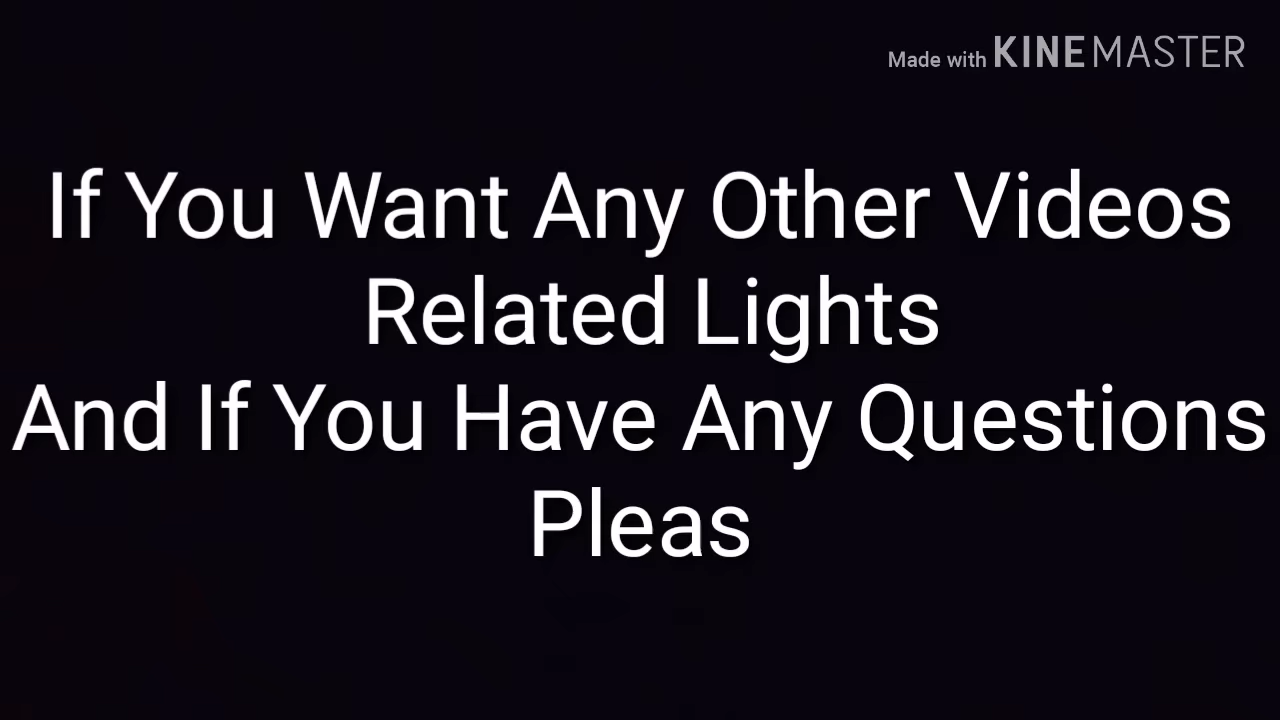 Made with KINEMASTER
If You Want Any Other Videos
Related Lights
And If You Have Any Questions
Pleas